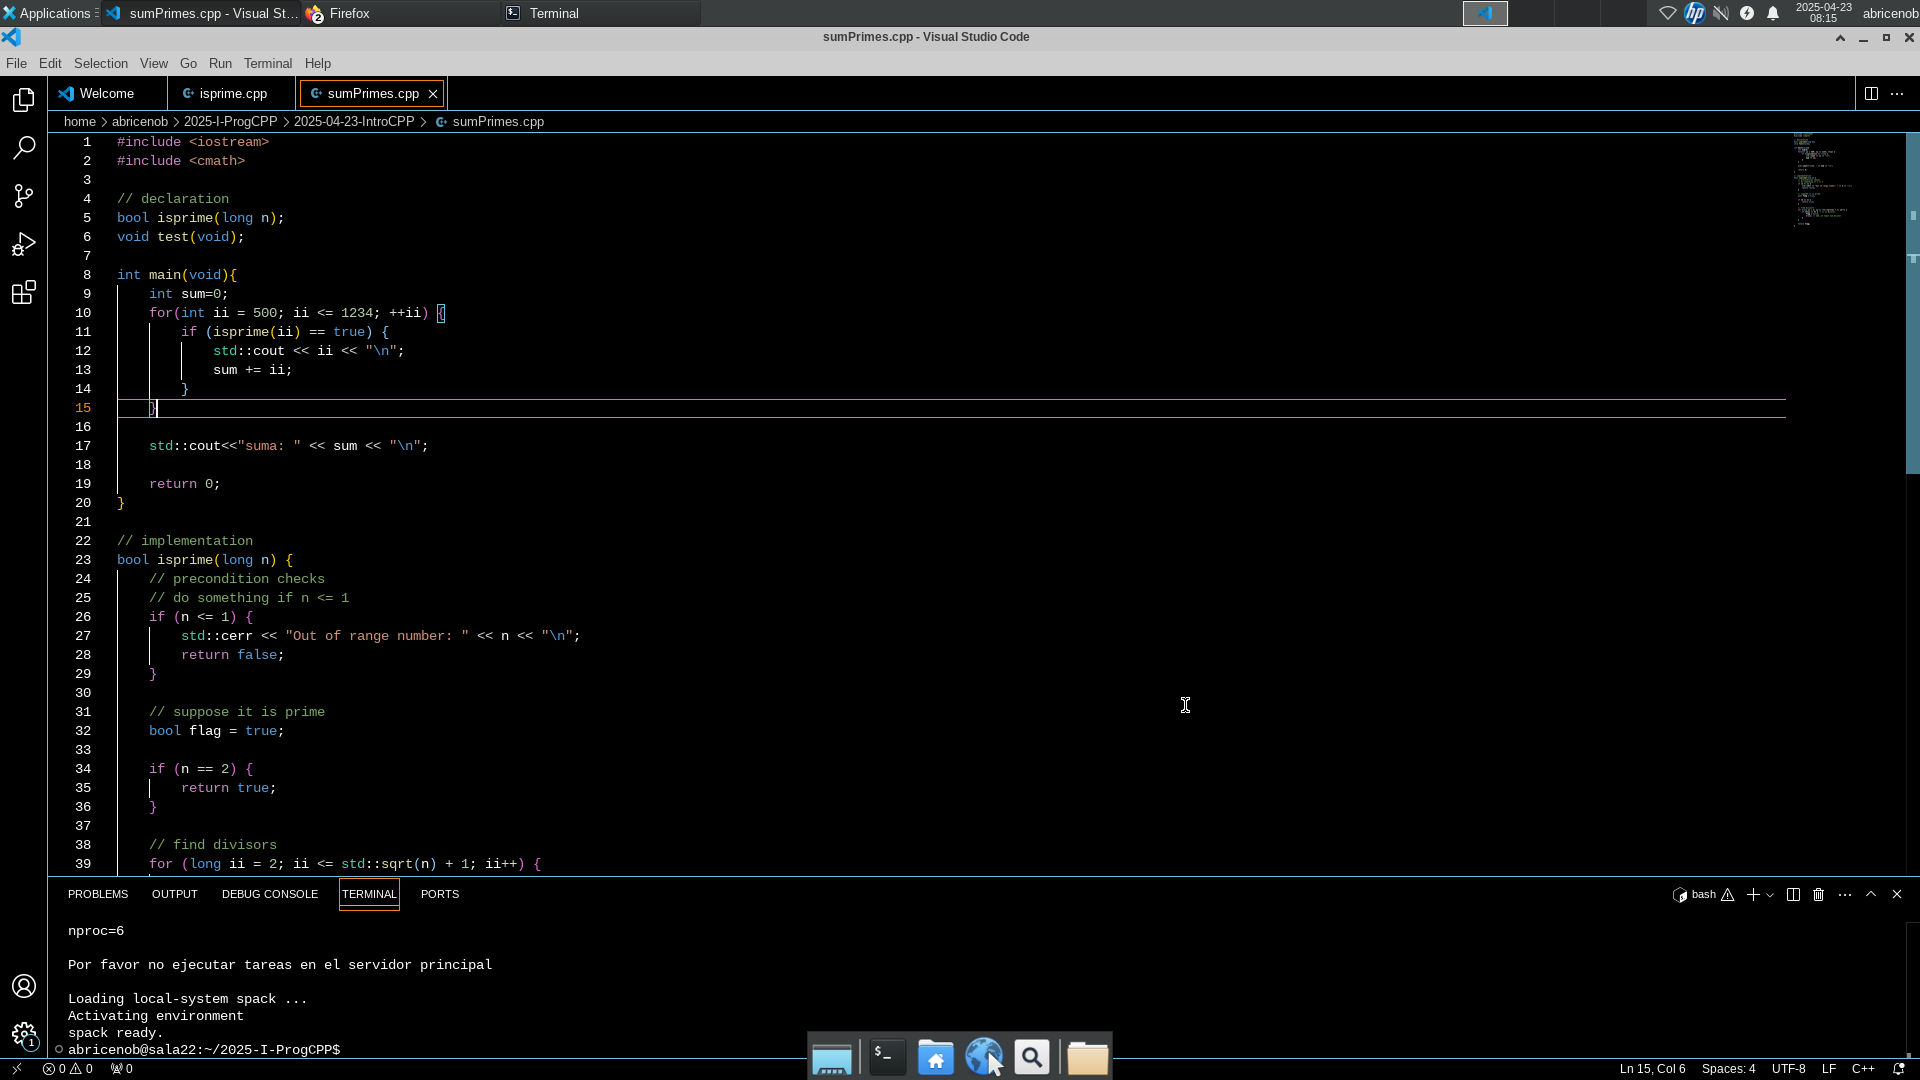 Applications
sumPrimes.cpp - Visual St...
2
Firefox
Terminal
hp
2025-04-23
08:15
abricenob
sumPrimes.cpp - Visual Studio Code
File Edit Selection View Go Run Terminal Help
Welcome
isprime.cpp
sumPrimes.cpp
home > abricenob > 2025-I-ProgCPP > 2025-04-23-IntroCPP > sumPrimes.cpp
1 #include <iostream>
2 #include <cmath>
3
4 // declaration
5 bool isprime(long n);
6 void test(void);
7
8 int main(void){
9     int sum=0;
10     for(int ii = 500; ii <= 1234; ++ii) {
11         if (isprime(ii) == true) {
12             std::cout << ii << "\n";
13             sum += ii;
14         }
15     }
16
17     std::cout<<"suma: " << sum << "\n";
18
19     return 0;
20 }
21
22 // implementation
23 bool isprime(long n) {
24     // precondition checks
25     // do something if n <= 1
26     if (n <= 1) {
27         std::cerr << "Out of range number: " << n << "\n";
28         return false;
29     }
30
31     // suppose it is prime
32     bool flag = true;
33
34     if (n == 2) {
35         return true;
36     }
37
38     // find divisors
39     for (long ii = 2; ii <= std::sqrt(n) + 1; ii++) {
PROBLEMS OUTPUT DEBUG CONSOLE TERMINAL PORTS
bash
nproc=6
Por favor no ejecutar tareas en el servidor principal
Loading local-system spack ...
Activating environment
spack ready.
abricenob@sala22:~/2025-I-ProgCPP$
1
0 0 0
Ln 15, Col 6 Spaces: 4 UTF-8 LF C++